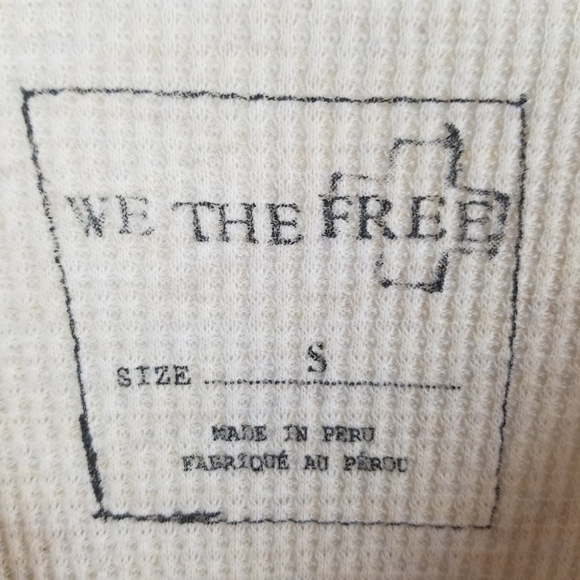 WE THE FREE
SIZE S
MADE IN PERU
FABRIQUÉ AU PÉROU